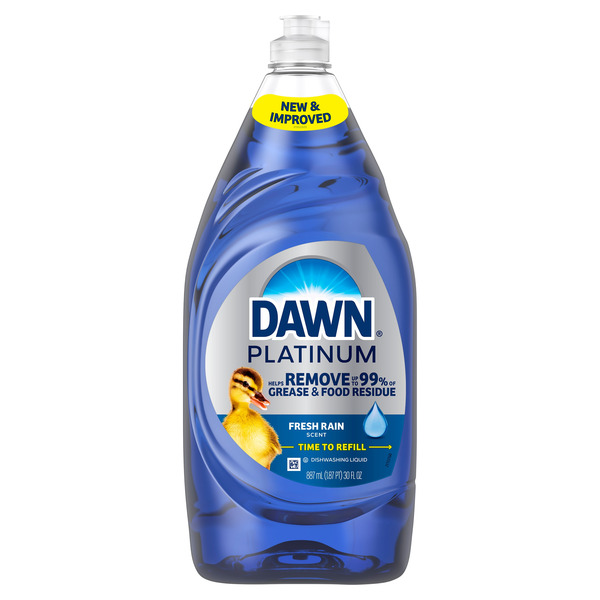 NEW &
IMPROVED
DAWN®
PLATINUM
HELPS REMOVE UP TO 99% OF
GREASE & FOOD RESIDUE
FRESH RAIN
SCENT
TIME TO REFILL
DISHWASHING LIQUID
887 mL (1.87 PT) 30 FL OZ